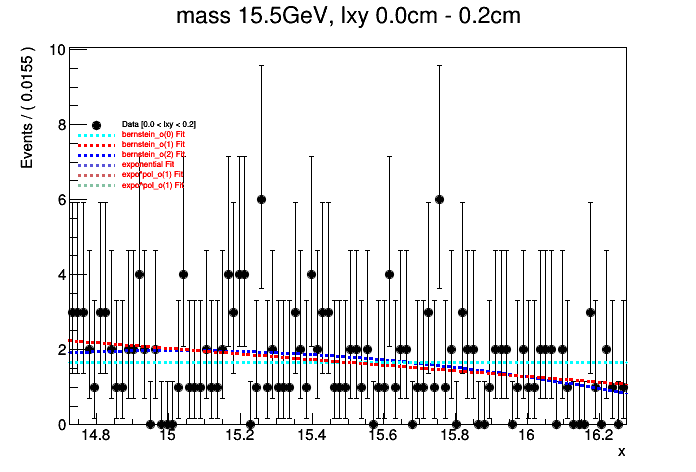 mass 15.5GeV, lxy 0.0cm - 0.2cm
Events / ( 0.0155 )
10
8
6
4
2
0
Data [0.0 < lxy < 0.2]
bernstein_o(0) Fit
bernstein_o(1) Fit
bernstein_o(2) Fit
exponential Fit
expo*pol_o(1) Fit
expo*pol_o(1) Fit
14.8 15 15.2 15.4 15.6 15.8 16 16.2
x